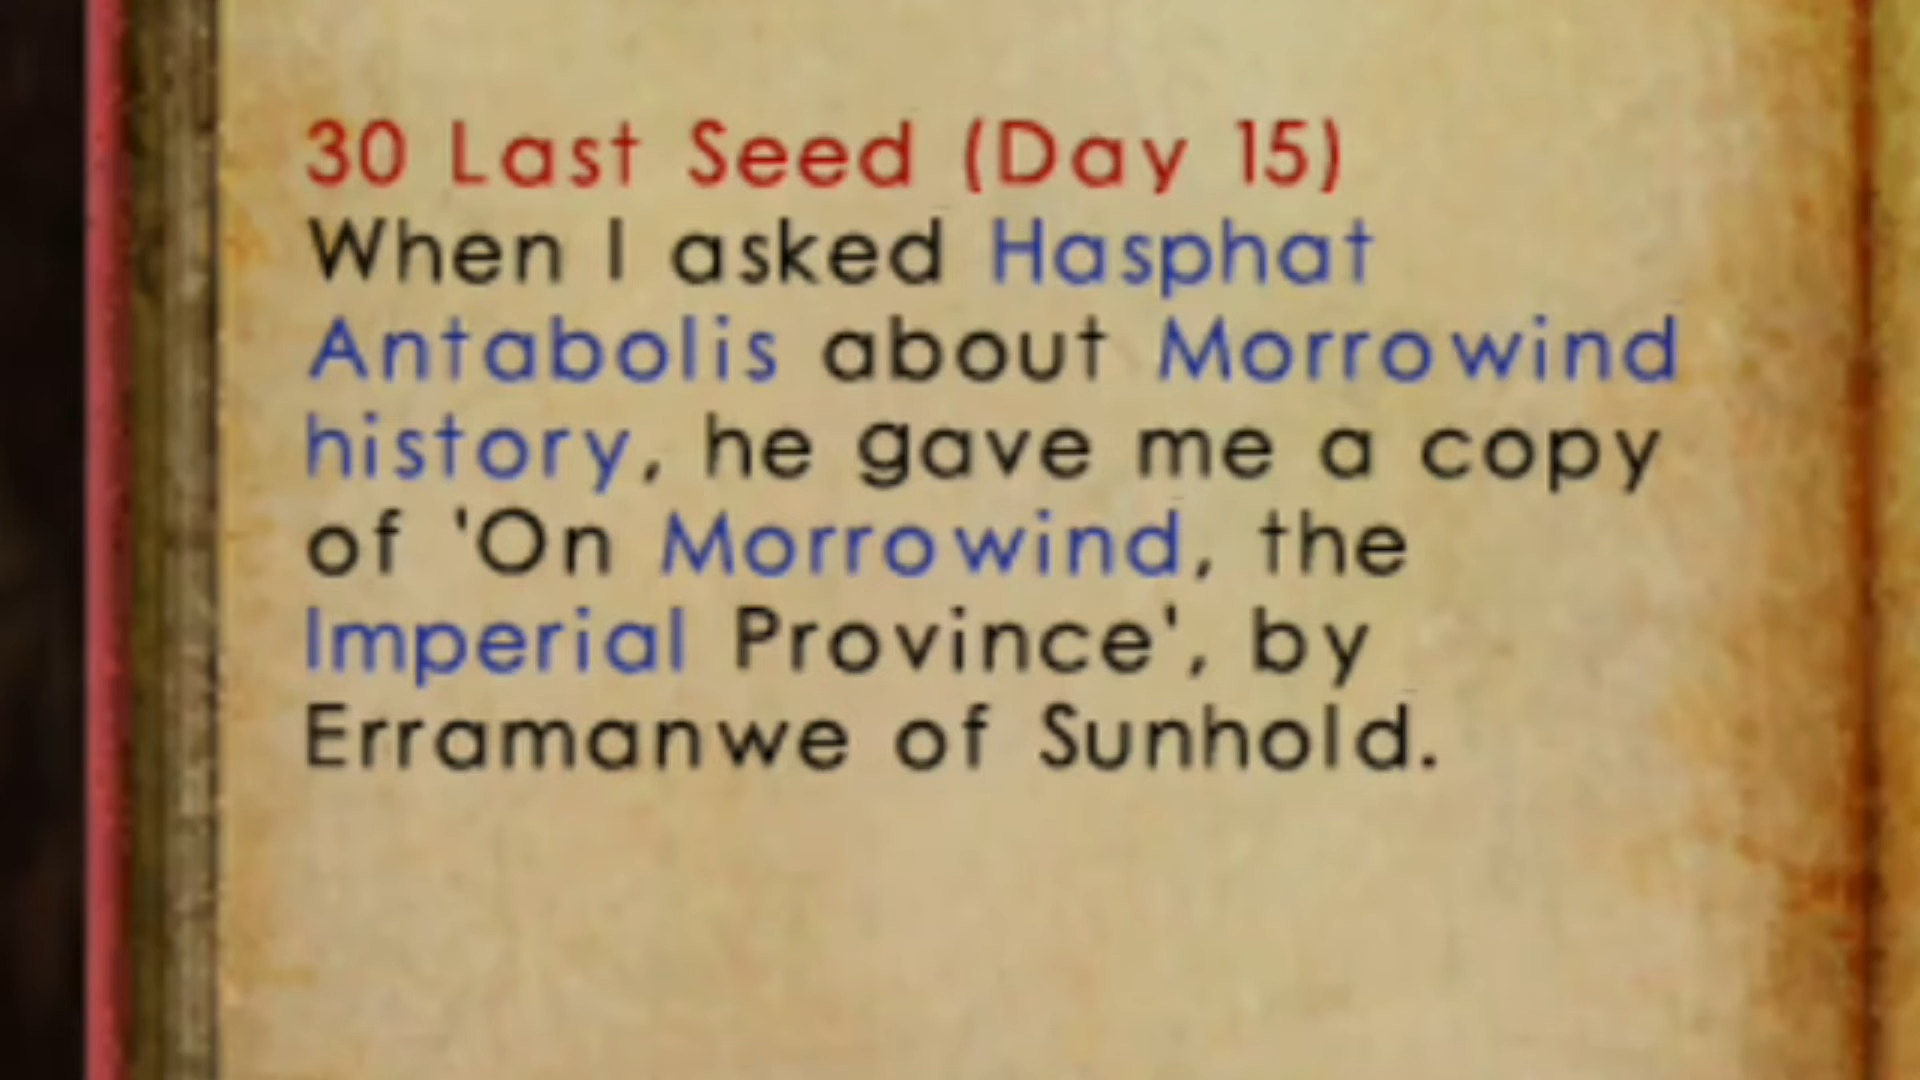 30 Last Seed (Day 15)
When I asked Hasphat
Antabolis about Morrowind
history, he gave me a copy
of 'On Morrowind, the
Imperial Province', by
Erramanwe of Sunhold.